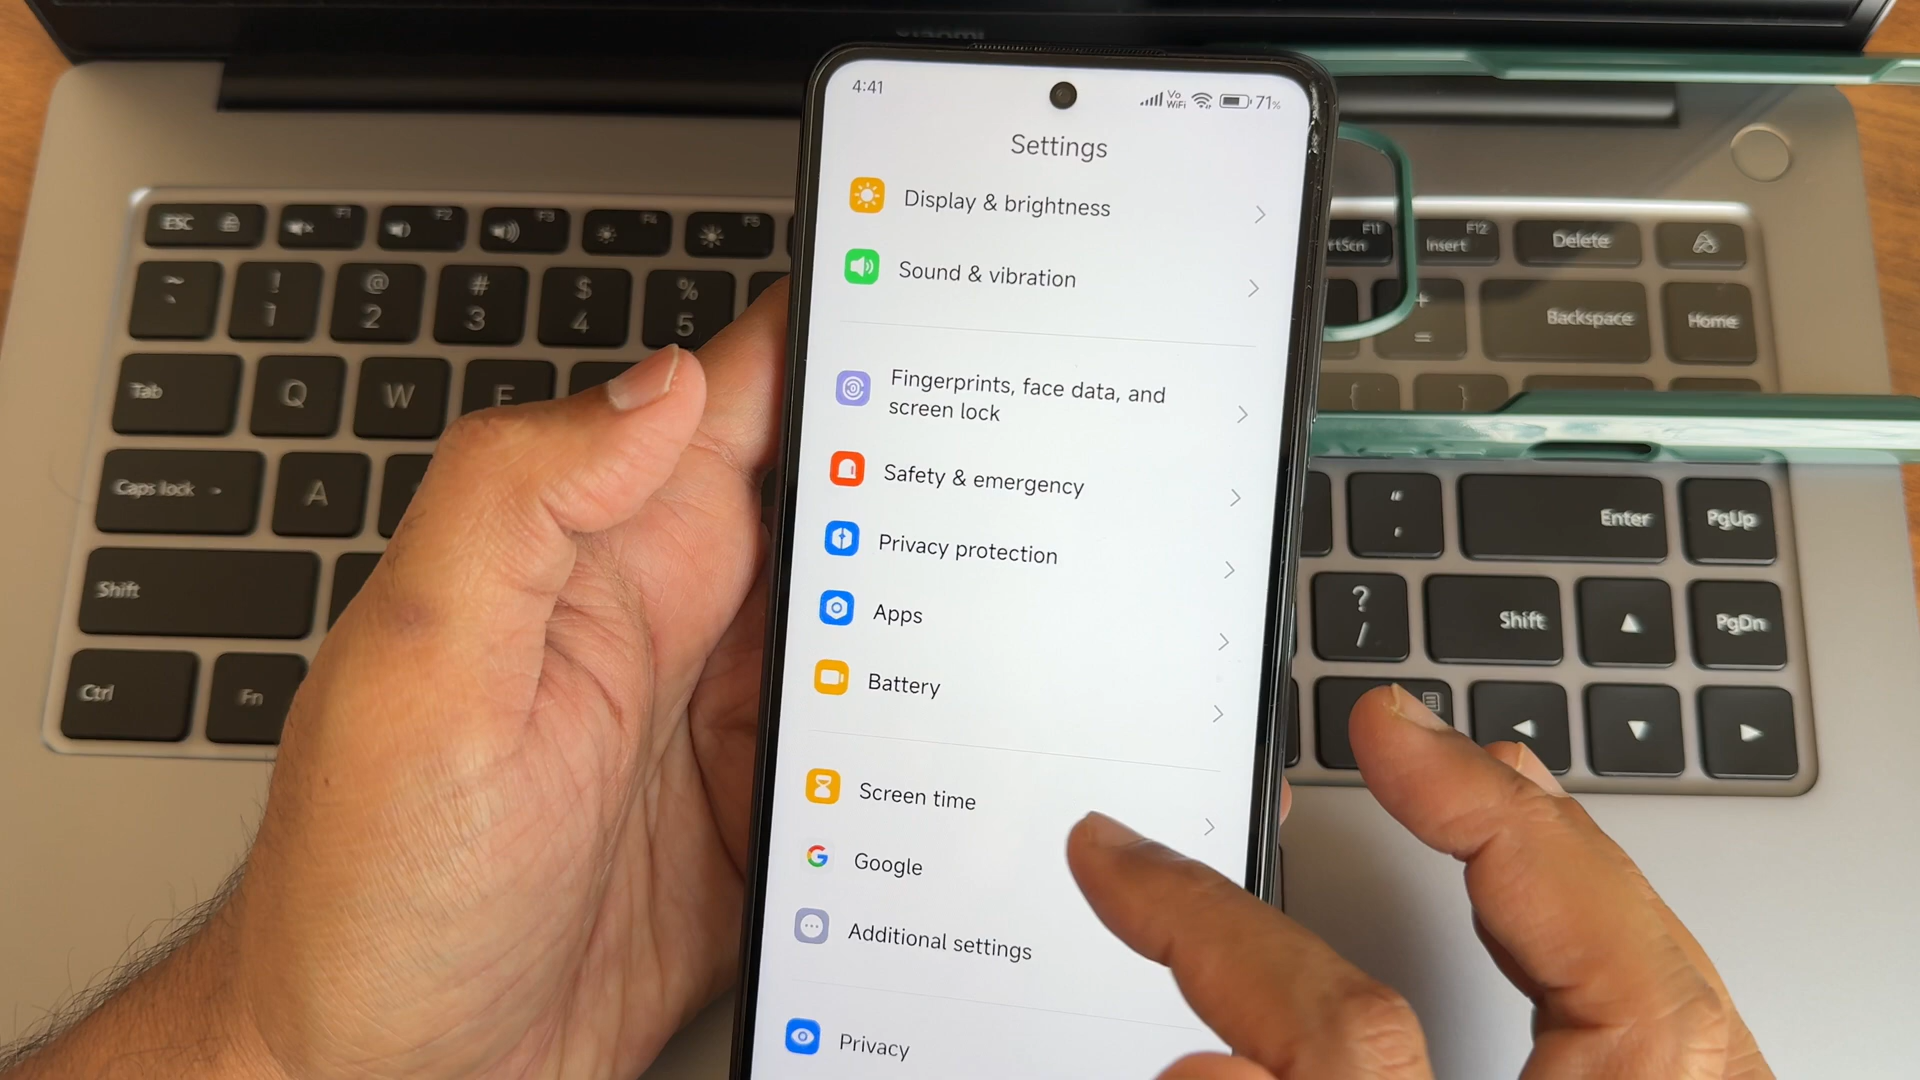 xiaomi
4:41
Vo
WiFi
71%
Settings
Display & brightness
Sound & vibration
Fingerprints, face data, and
screen lock
Safety & emergency
Privacy protection
Apps
Battery
Screen time
Google
Additional settings
Privacy
ESC
F1
F2
F3
F4
F5
F11
F12
rtScn
Insert
Delete
~
!
1
@
2
#
3
$
4
%
5
+
=
Backspace
Home
Tab
Q
W
{
}
Caps lock
A
"
'
Enter
PgUp
Shift
?
/
Shift
PgDn
Ctrl
Fn